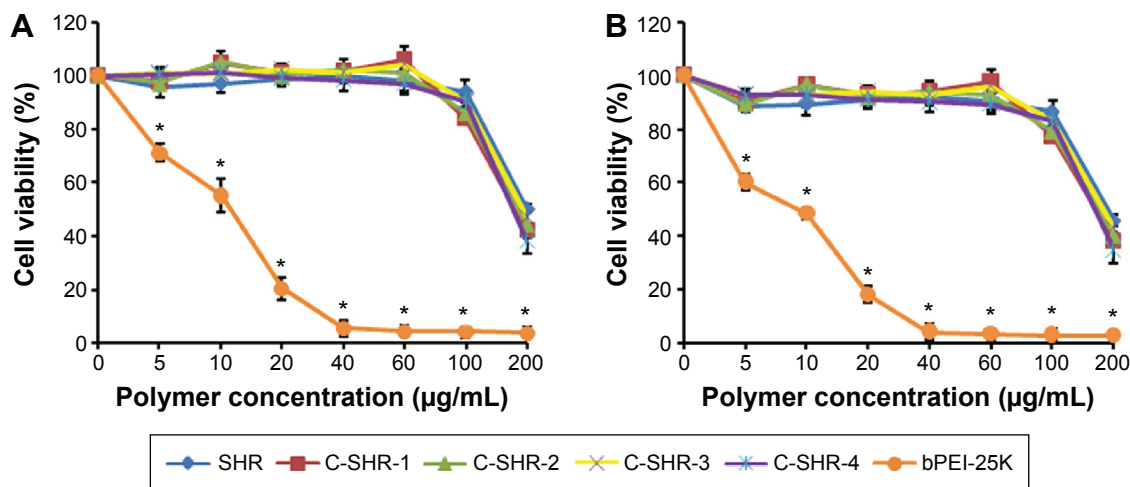 A
120
100
80
60
40
20
0
Cell viability (%)
* * * * * * *
0 5 10 20 40 60 100 200
Polymer concentration (µg/mL)
B
120
100
80
60
40
20
0
Cell viability (%)
* * * * * * *
0 5 10 20 40 60 100 200
Polymer concentration (µg/mL)
SHR C-SHR-1 C-SHR-2 C-SHR-3 C-SHR-4 bPEI-25K